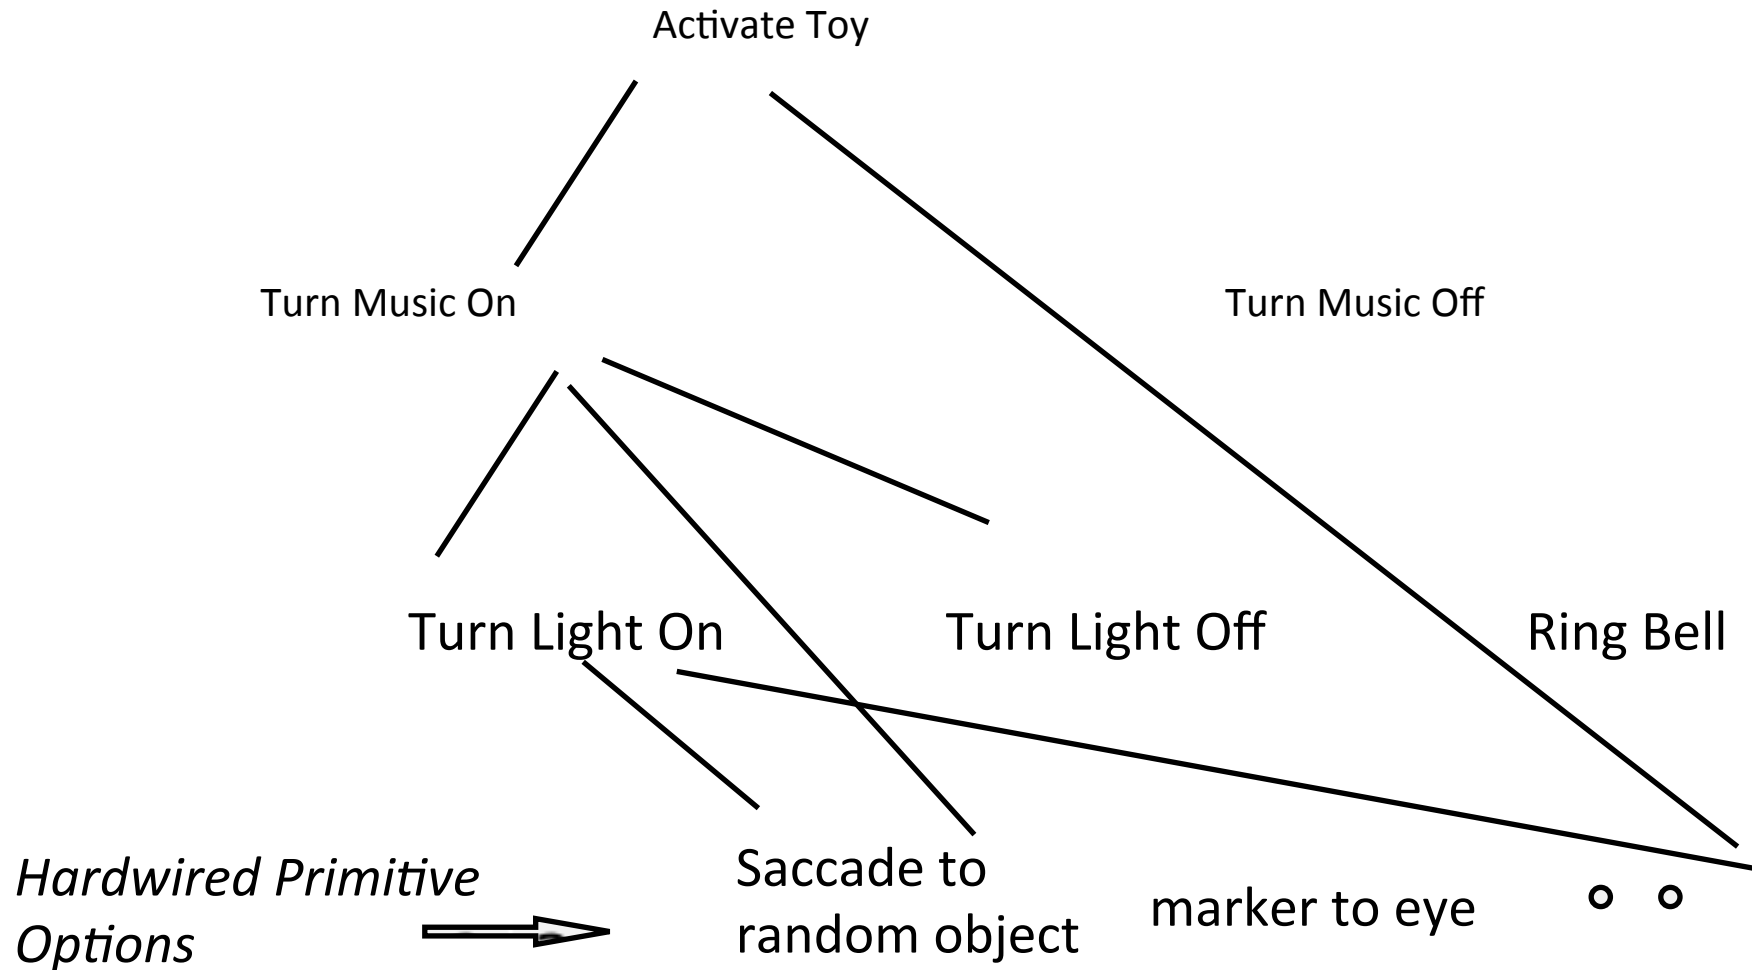 Activate Toy
Turn Music On
Turn Music Off
Turn Light On
Turn Light Off
Ring Bell
Hardwired Primitive
Options
Saccade to
random object
marker to eye